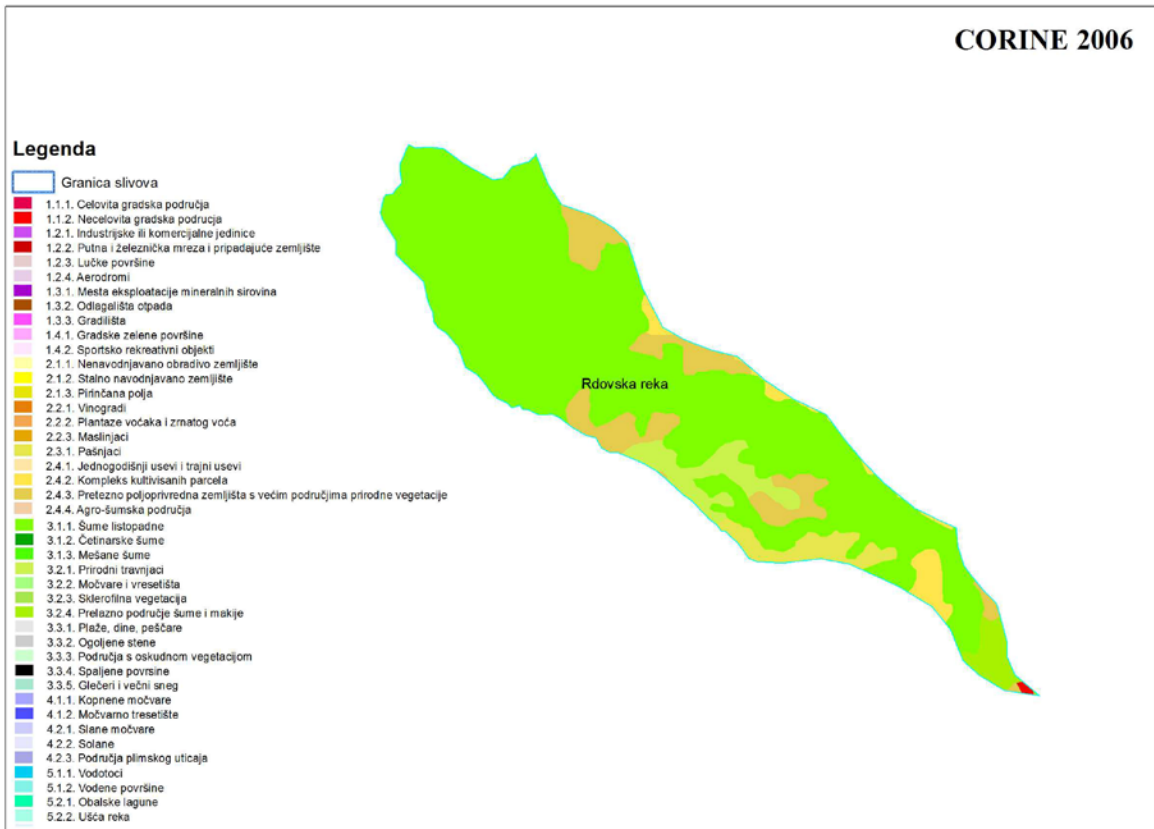 CORINE 2006
Legenda
Granica slivova
1.1.1. Celovita gradska područja
1.1.2. Necelovita gradska podrucja
1.2.1. Industrijske ili komercijalne jedinice
1.2.2. Putna i železnička mreza i pripadajuće zemljište
1.2.3. Lučke površine
1.2.4. Aerodromi
1.3.1. Mesta eksploatacije mineralnih sirovina
1.3.2. Odlagališta otpada
1.3.3. Gradilišta
1.4.1. Gradske zelene površine
1.4.2. Sportsko rekreativni objekti
2.1.1. Nenavodnjavano obradivo zemljište
2.1.2. Stalno navodnjavano zemljište
2.1.3. Pirinčana polja
2.2.1. Vinogradi
2.2.2. Plantaze voćaka i zrnatog voća
2.2.3. Maslinjaci
2.3.1. Pašnjaci
2.4.1. Jednogodišnji usevi i trajni usevi
2.4.2. Kompleks kultivisanih parcela
2.4.3. Pretezno poljoprivredna zemljišta s većim područjima prirodne vegetacije
2.4.4. Agro-šumska područja
3.1.1. Šume listopadne
3.1.2. Četinarske šume
3.1.3. Mešane šume
3.2.1. Prirodni travnjaci
3.2.2. Močvare i vresetišta
3.2.3. Sklerofilna vegetacija
3.2.4. Prelazno područje šume i makije
3.3.1. Plaže, dine, peščare
3.3.2. Ogoljene stene
3.3.3. Područja s oskudnom vegetacijom
3.3.4. Spaljene povrsine
3.3.5. Glečeri i večni sneg
4.1.1. Kopnene močvare
4.1.2. Močvarno tresetište
4.2.1. Slane močvare
4.2.2. Solane
4.2.3. Područja plimskog uticaja
5.1.1. Vodotoci
5.1.2. Vodene površine
5.2.1. Obalske lagune
5.2.2. Ušća reka
Rdovska reka